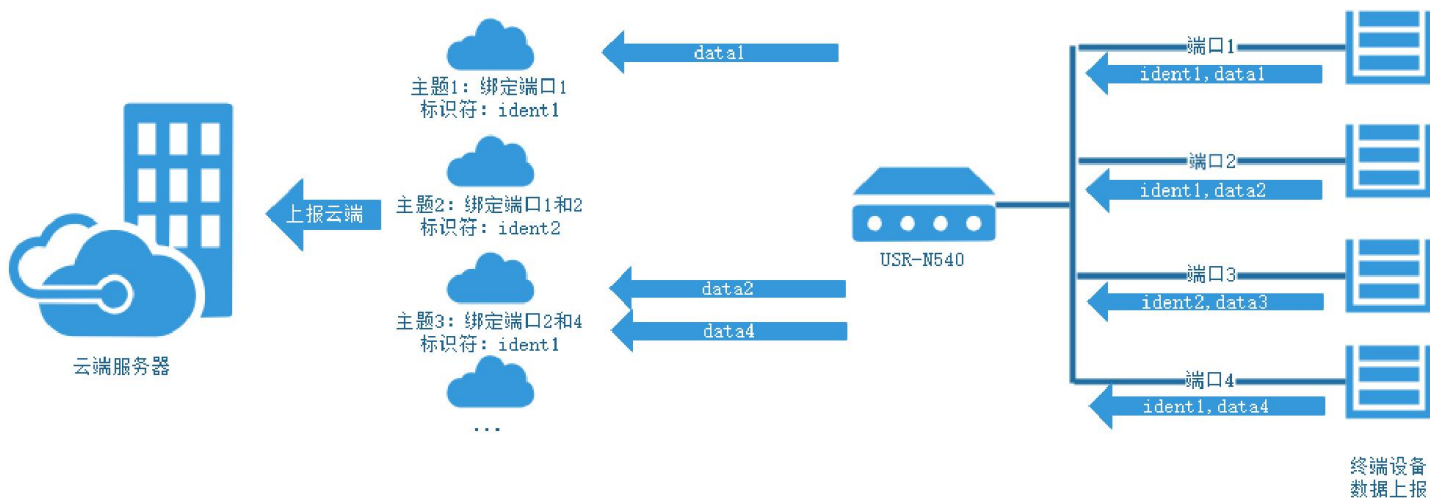 data1
主题1：绑定端口1
标识符：ident1
主题2：绑定端口1和2
标识符：ident2
上报云端
data2
主题3：绑定端口2和4
标识符：ident1
data4
...
云端服务器
USR-N540
端口1
ident1,data1
端口2
ident1,data2
端口3
ident2,data3
端口4
ident1,data4
终端设备
数据上报